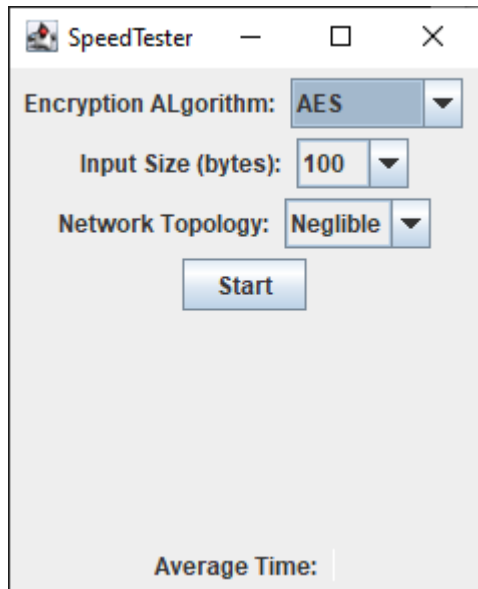 SpeedTester
Encryption ALgorithm: AES
Input Size (bytes): 100
Network Topology: Neglible
Start
Average Time: